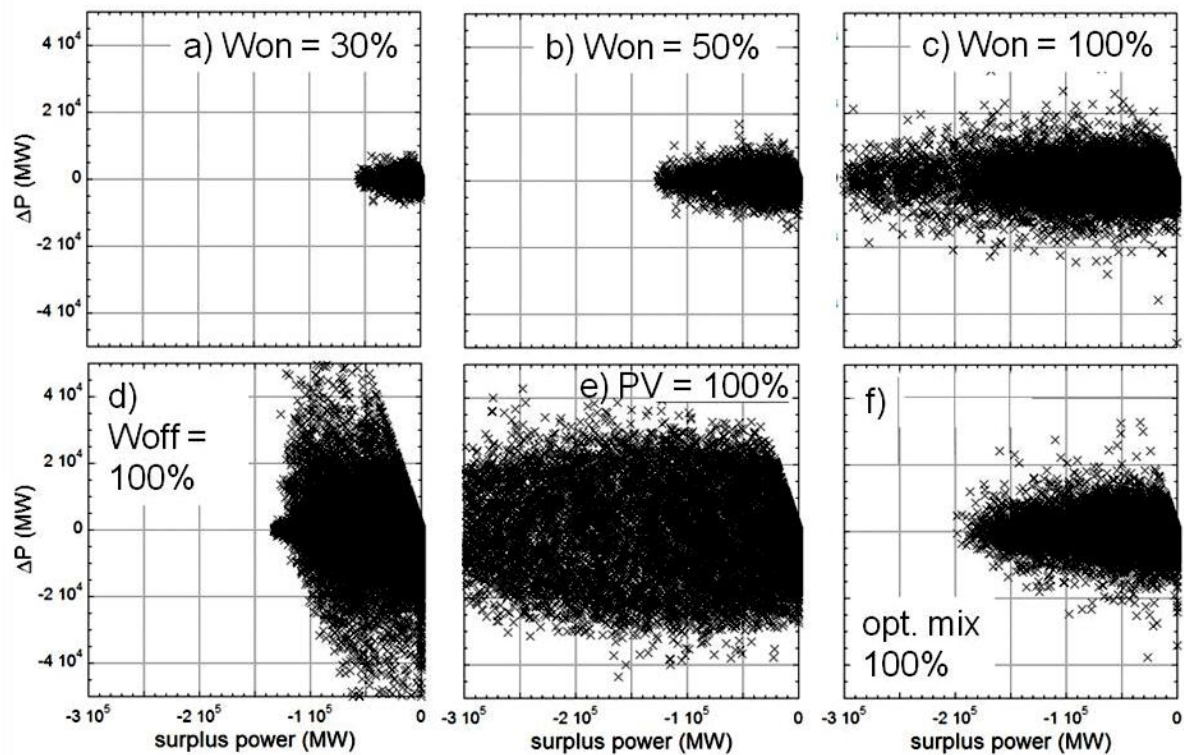 a) Won = 30%
b) Won = 50%
c) Won = 100%
4 10⁴
2 10⁴
0
-2 10⁴
-4 10⁴
ΔP (MW)
d)
Woff =
100%
e) PV = 100%
f)
opt. mix
100%
4 10⁴
2 10⁴
0
-2 10⁴
-4 10⁴
ΔP (MW)
-3 10⁵ -2 10⁵ -1 10⁵ 0
-3 10⁵ -2 10⁵ -1 10⁵ 0
-3 10⁵ -2 10⁵ -1 10⁵ 0
surplus power (MW)
surplus power (MW)
surplus power (MW)